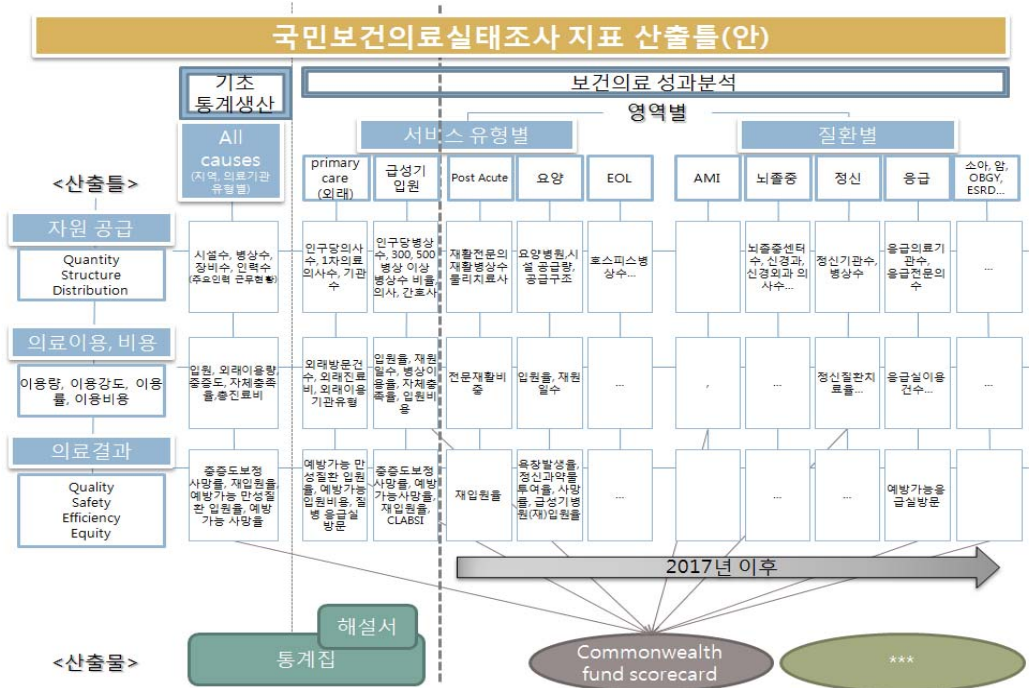 국민보건의료실태조사 지표 산출틀(안)
기초
통계생산
보건의료 성과분석
영역별
서비스 유형별
질환별
All
causes
(지역, 의료기관
유형별)
primary
care
(외래)
급성기
입원
Post Acute
요양
EOL
AMI
뇌졸중
정신
응급
소아, 암,
OBGY,
ESRD...
<산출틀>
자원 공급
Quantity
Structure
Distribution
시설수, 병상수,
장비수, 인력수
(주요인력 근무현황)
인구당의사
수, 1차의료
의사수, 기관
수
인구당병상
수, 300, 500
병상 이상
병상수 비율,
의사, 간호사
재활전문의
재활병상수
물리치료사
요양병원,시
설 공급량,
공급구조
호스피스병
상수...
뇌졸중센터
수, 신경과,
신경외과 의
사수...
정신기관수,
병상수
응급의료기
관수,
응급전문의
수
...
의료이용, 비용
이용량, 이용강도, 이용
률, 이용비용
입원, 외래이용량,
중증도, 자체충족
율,총진료비
외래방문건
수, 외래진료
비, 외래이용
기관유형
입원율, 재원
일수, 병상이
용율, 자체충
족율, 입원비
용
전문재활비
중
입원율, 재원
일수
...
,
...
정신질환치
료율...
응급실이용
건수...
...
의료결과
Quality
Safety
Efficiency
Equity
중증도보정
사망률, 재입원율,
예방가능 만성질
환 입원율, 예방
가능 사망율
예방가능 만
성질환 입원
율, 예방가능
입원비용, 질
병 응급실
방문
중증도보정
사망률, 예방
가능사망율,
재입원율,
CLABSI
재입원율
욕창발생율,
정신과약물
투여율, 사망
률, 급성기병
원(재)입원율
...
...
...
...
예방가능응
급실방문
...
2017년 이후
해설서
통계집
<산출물>
Commonwealth
fund scorecard
***